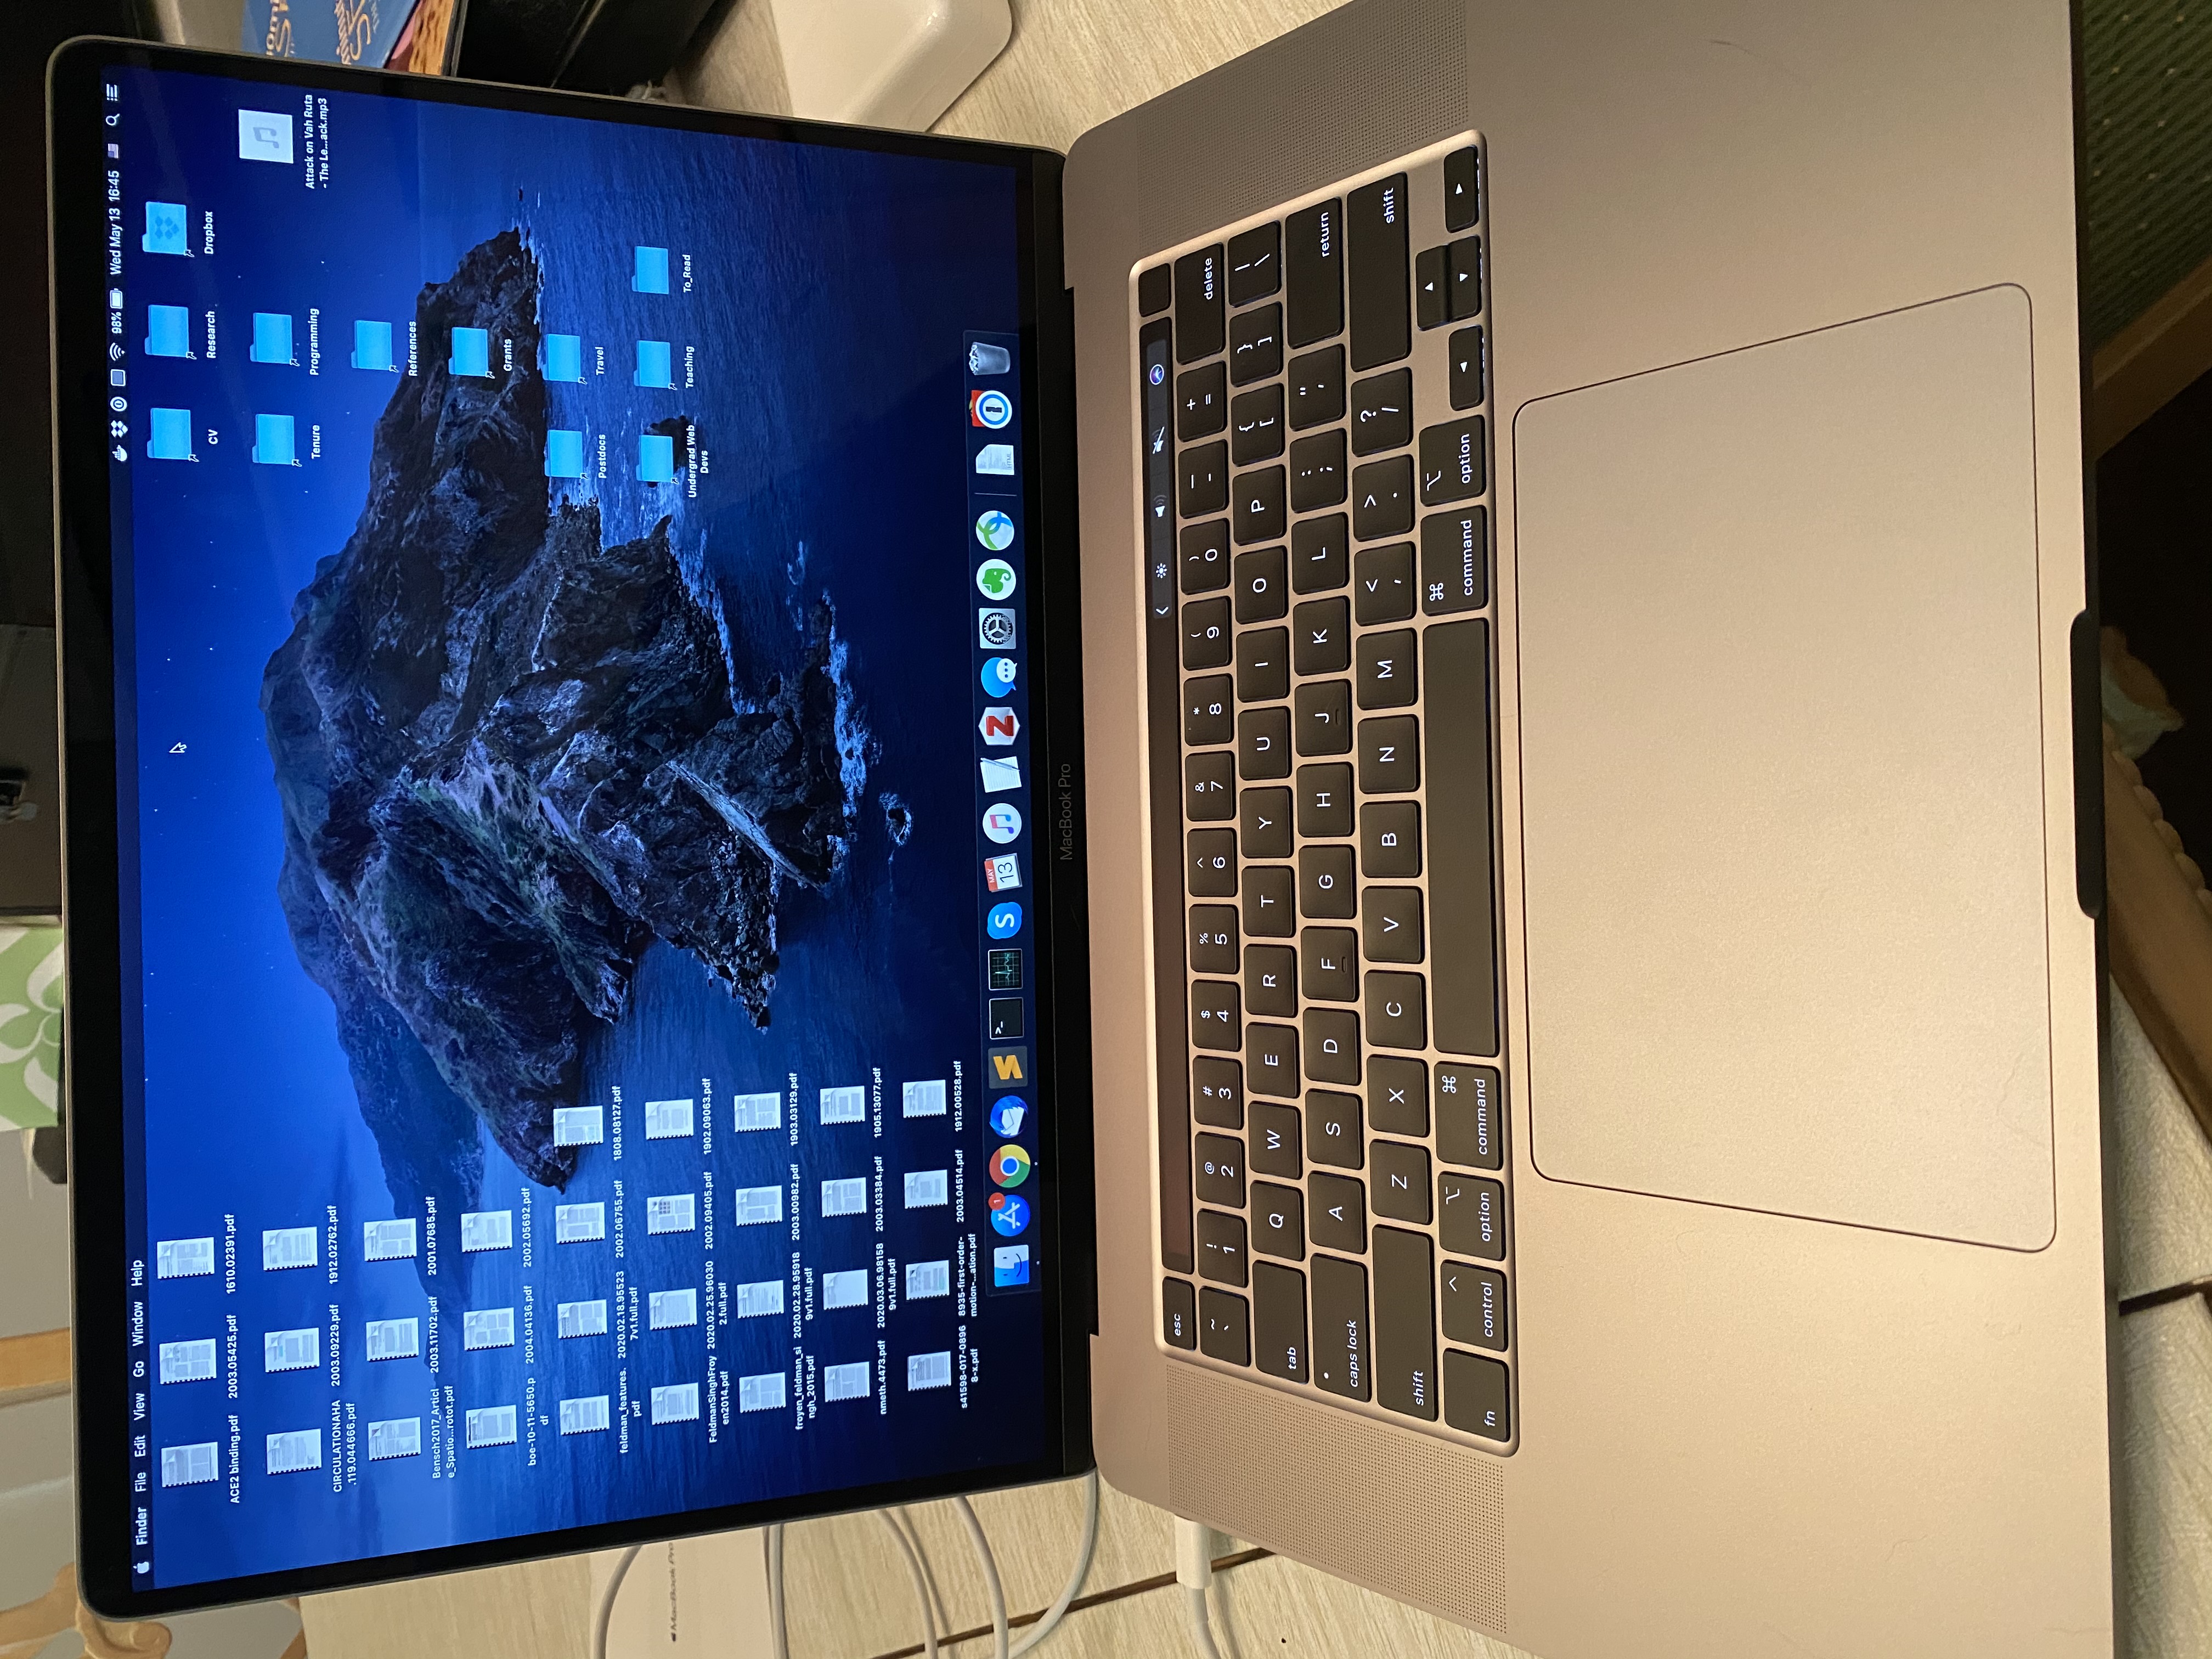 Finder File Edit View Go Window Help
98% Wed May 13 16:45
ACE2 binding.pdf
2003.05425.pdf
1610.02391.pdf
CV
Research
Dropbox
CIRCULATIONAHA
.119.044666.pdf
2003.09229.pdf
1912.02762.pdf
Tenure
Programming
Attack on Vah Ruta
- The Le...ack.mp3
Bensch2017_Articl
e_Spatio...rotot.pdf
2003.11702.pdf
2001.07685.pdf
References
boe-10-11-5650.p
df
2004.04136.pdf
2002.05692.pdf
Grants
feldman_features.
pdf
2020.02.18.95523
7v1.full.pdf
2002.06755.pdf
1808.08127.pdf
Postdocs
Travel
FeldmanSinghFroy
en2014.pdf
2020.02.25.96030
2.full.pdf
2002.09405.pdf
1902.09063.pdf
Undergrad Web
Devs
Teaching
To_Read
froyen_feldman_si
ngh_2015.pdf
2020.02.28.95918
9v1.full.pdf
2003.00982.pdf
1903.03129.pdf
nmeth.4473.pdf
2020.03.06.98158
9v1.full.pdf
2003.03384.pdf
1905.13077.pdf
s41598-017-0896
8-x.pdf
8935-first-order-
motion-...ation.pdf
2003.04514.pdf
1912.00528.pdf
1
>_
S
MAY
13
Z
MacBook Pro
MacBook Pro
esc
~ ! @ # $ % ^ & * ( ) — +
` 1 2 3 4 5 6 7 8 9 0 - = delete
tab Q W E R T Y U I O P { [ } ] | \
caps lock A S D F G H J K L : ; " ' return
shift Z X C V B N M < , > . ? / shift
fn ^ control ⌥ option ⌘ command ⌘ command ⌥ option ◀ ▲ ▼ ▶